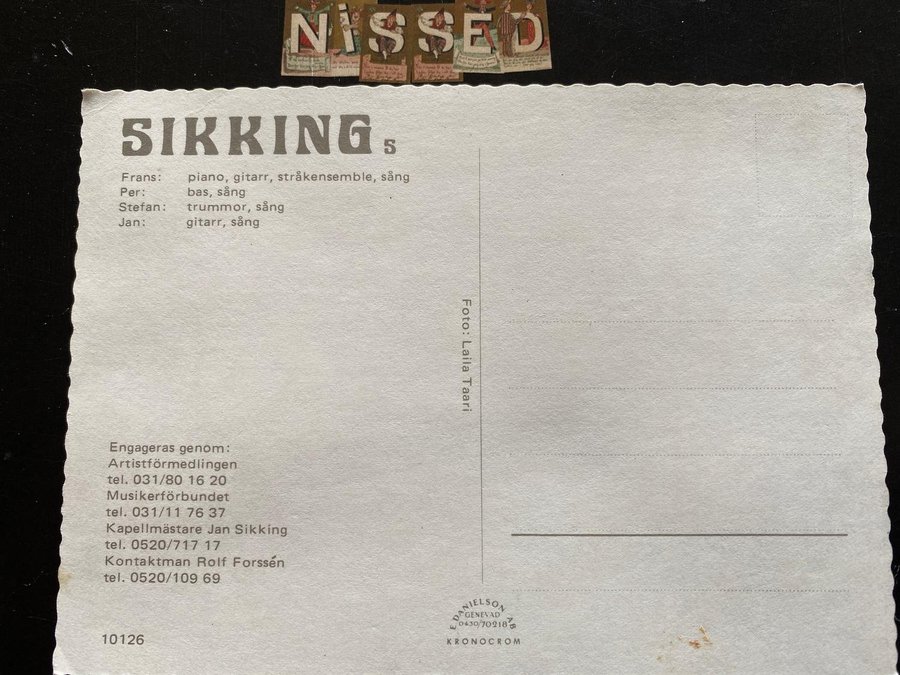 NiSSED
SIKKINGs
Frans: piano, gitarr, stråkensemble, sång
Per: bas, sång
Stefan: trummor, sång
Jan: gitarr, sång
Foto: Laila Taari
Engageras genom:
Artistförmedlingen
tel. 031/80 16 20
Musikerförbundet
tel. 031/11 76 37
Kapellmästare Jan Sikking
tel. 0520/717 17
Kontaktman Rolf Forssén
tel. 0520/109 69
10126
E. DANIELSON AB
GENEVAD
0430/70218
KRONOCROM